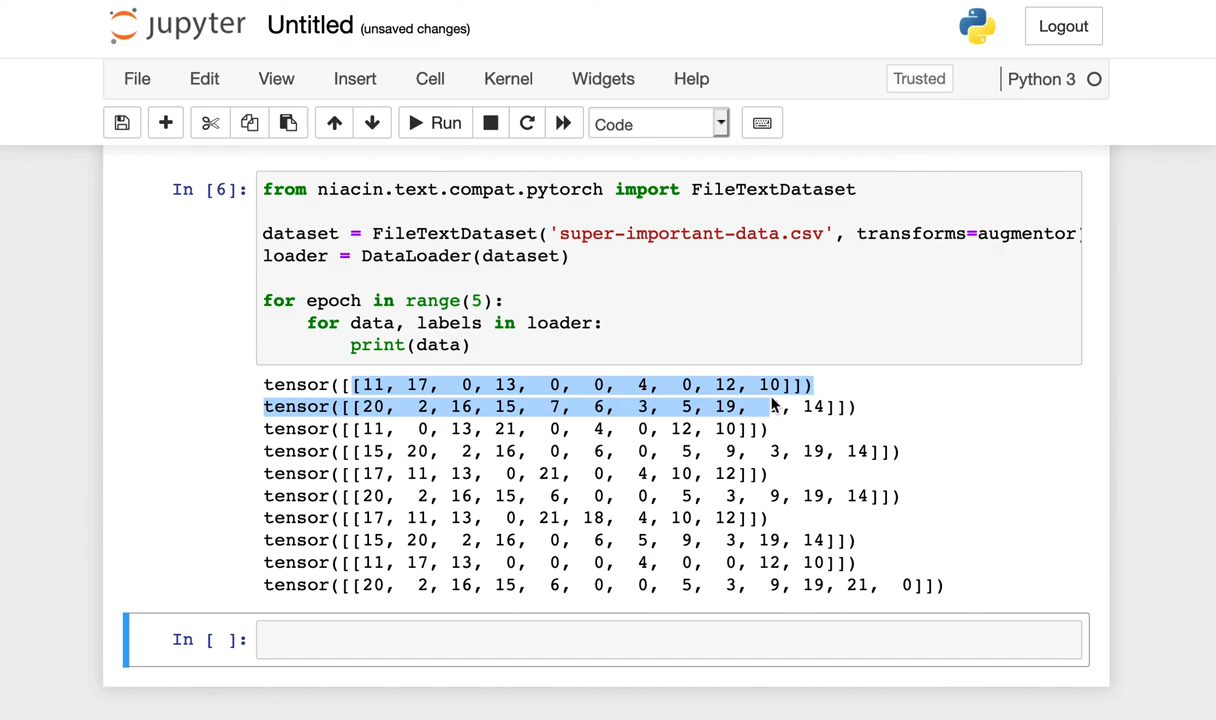 jupyter Untitled (unsaved changes) Logout
File Edit View Insert Cell Kernel Widgets Help Trusted Python 3
Run Code
In [6]: from niacin.text.compat.pytorch import FileTextDataset
dataset = FileTextDataset('super-important-data.csv', transforms=augmentor)
loader = DataLoader(dataset)
for epoch in range(5):
    for data, labels in loader:
        print(data)
tensor([[11, 17,  0, 13,  0,  0,  4,  0, 12, 10]])
tensor([[20,  2, 16, 15,  7,  6,  3,  5, 19, , 14]])
tensor([[11,  0, 13, 21,  0,  4,  0, 12, 10]])
tensor([[15, 20,  2, 16,  0,  6,  0,  5,  9,  3, 19, 14]])
tensor([[17, 11, 13,  0, 21,  0,  4, 10, 12]])
tensor([[20,  2, 16, 15,  6,  0,  0,  5,  3,  9, 19, 14]])
tensor([[17, 11, 13,  0, 21, 18,  4, 10, 12]])
tensor([[15, 20,  2, 16,  0,  6,  5,  9,  3, 19, 14]])
tensor([[11, 17, 13,  0,  0,  0,  4,  0,  0, 12, 10]])
tensor([[20,  2, 16, 15,  6,  0,  0,  5,  3,  9, 19, 21,  0]])
In [ ]: